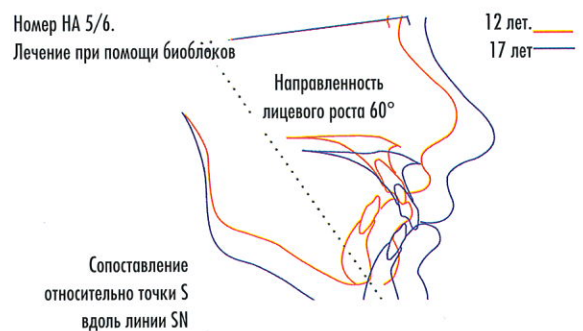 Номер НА 5/6.
Лечение при помощи биоблоков
12 лет.
17 лет
Направленность
лицевого роста 60°
Сопоставление
относительно точки S
вдоль линии SN